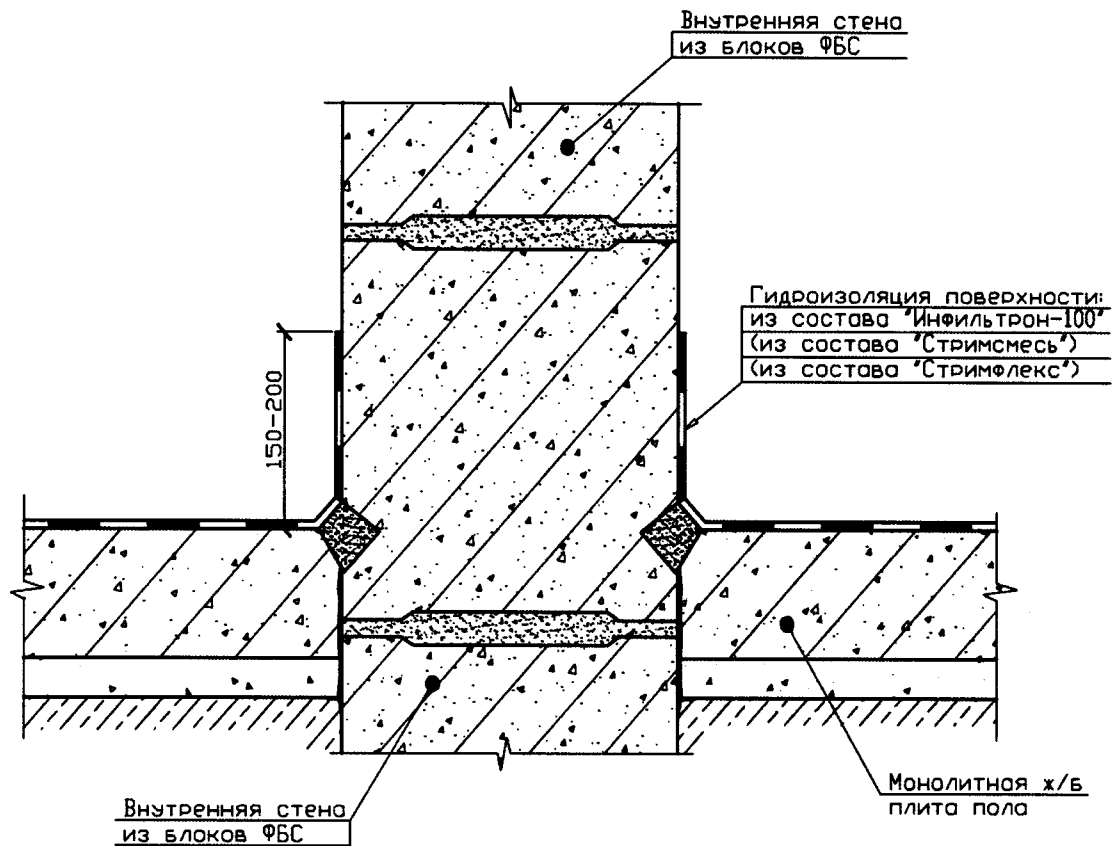 Внутренняя стена
из блоков ФБС
Гидроизоляция поверхности:
из состава "Инфильтрон-100"
(из состава "Стримсмесь")
(из состава "Стримфлекс")
150-200
Монолитная ж/б
плита пола
Внутренняя стена
из блоков ФБС